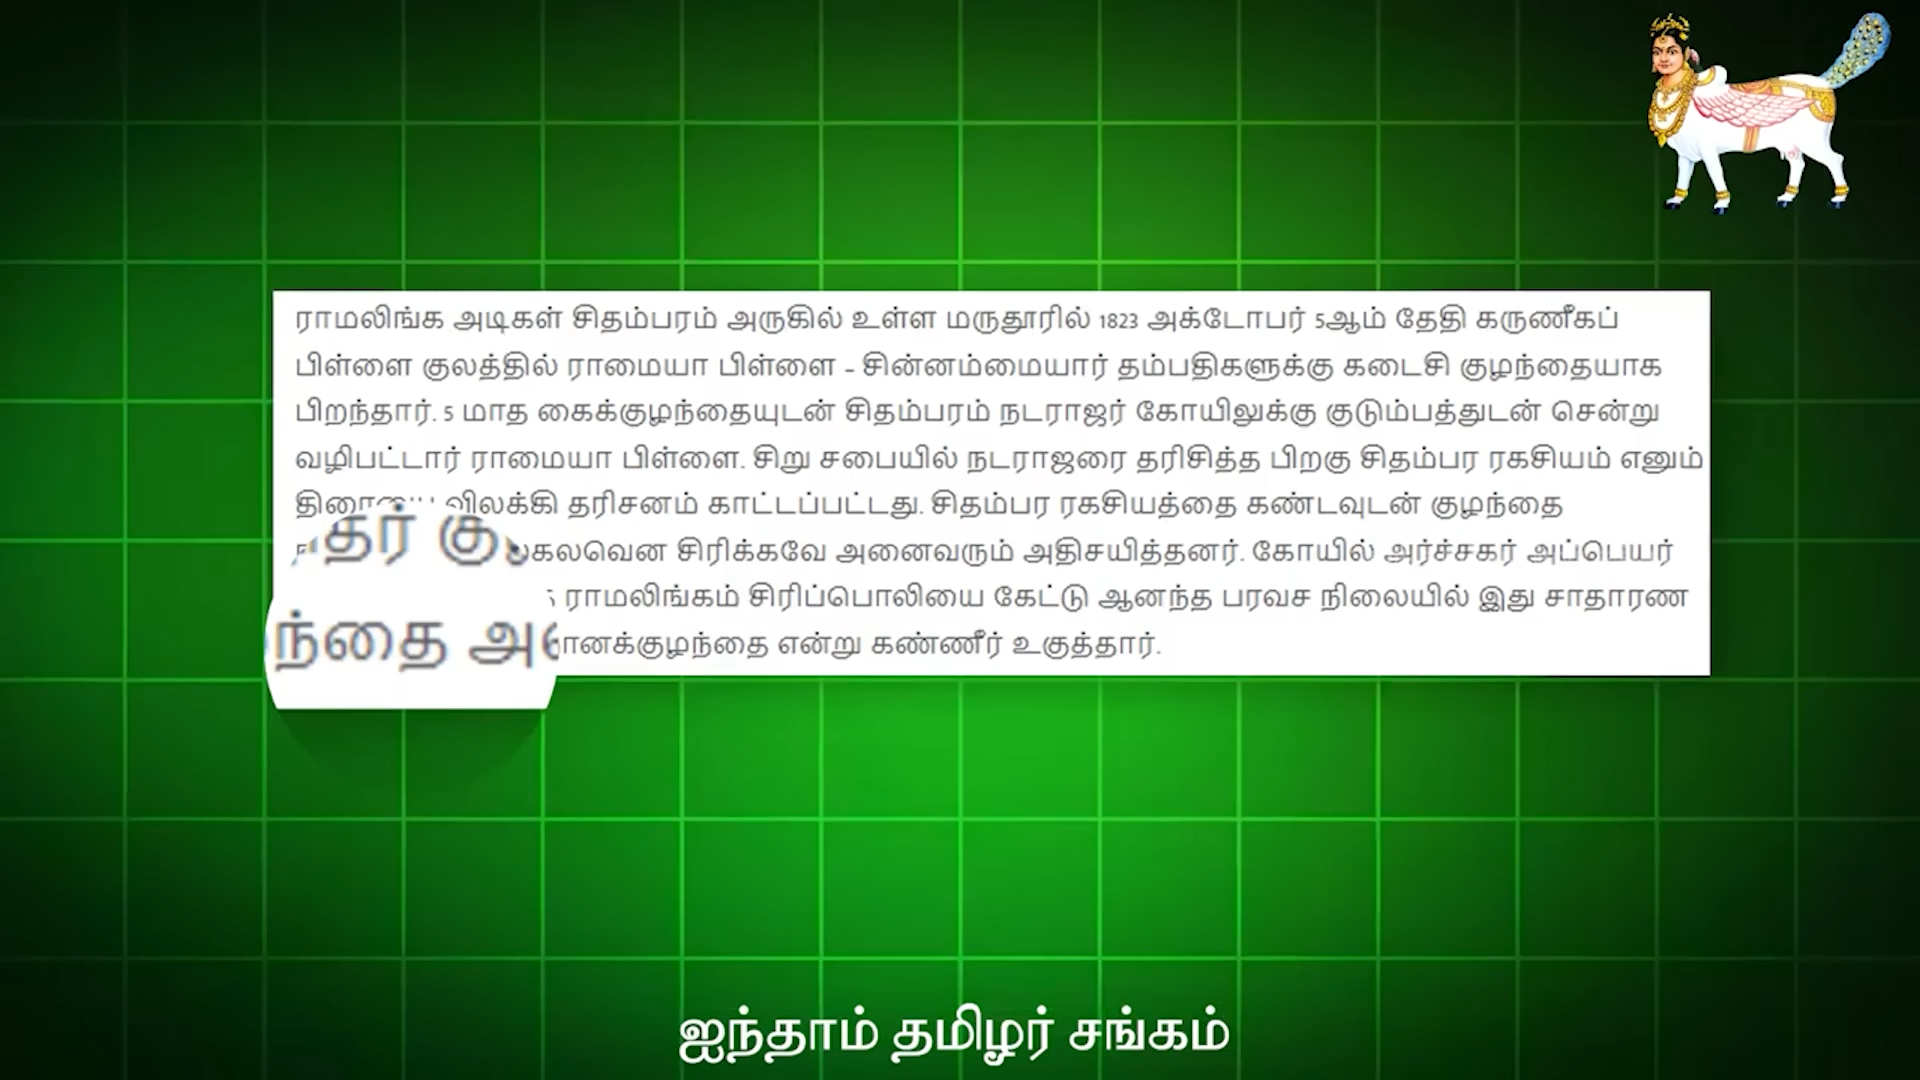 ராமலிங்க அடிகள் சிதம்பரம் அருகில் உள்ள மருதூரில் 1823 அக்டோபர் 5ஆம் தேதி கருணீகப்
பிள்ளை குலத்தில் ராமையா பிள்ளை - சின்னம்மையார் தம்பதிகளுக்கு கடைசி குழந்தையாக
பிறந்தார். 5 மாத கைக்குழந்தையுடன் சிதம்பரம் நடராஜர் கோயிலுக்கு குடும்பத்துடன் சென்று
வழிபட்டார் ராமையா பிள்ளை. சிறு சபையில் நடராஜரை தரிசித்த பிறகு சிதம்பர ரகசியம் எனும்
விலக்கி தரிசனம் காட்டப்பட்டது. சிதம்பர ரகசியத்தை கண்டவுடன் குழந்தை
சிரிக்கவே அனைவரும் அதிசயித்தனர். கோயில் அர்ச்சகர் அப்பெயர்
ராமலிங்கம் சிரிப்பொலியை கேட்டு ஆனந்த பரவச நிலையில் இது சாதாரண
என்று கண்ணீர் உகுத்தார்.
ஐந்தாம் தமிழர் சங்கம்